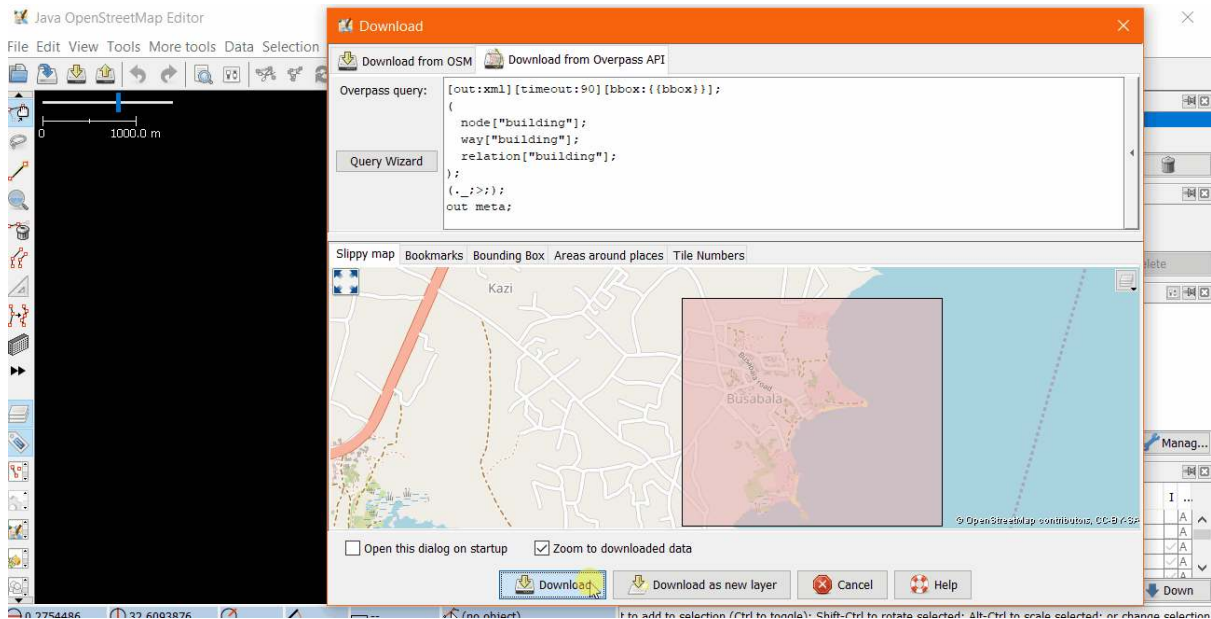 Java OpenStreetMap Editor
File Edit View Tools More tools Data Selection
0 1000.0 m
Download
Download from OSM Download from Overpass API
Overpass query:
Query Wizard
[out:xml][timeout:90][bbox:{{bbox}}];
(
node["building"];
way["building"];
relation["building"];
);
(._;>;);
out meta;
Slippy map Bookmarks Bounding Box Areas around places Tile Numbers
Kazi
Busabala road
Busabala
© OpenStreetMap contributors, CC-BY-SA
Open this dialog on startup Zoom to downloaded data
Download Download as new layer Cancel Help
elete
Manag...
I ...
A
A
A
A
Down
0.2754486 32.6093876 -- (no object) t to add to selection (Ctrl to toggle); Shift-Ctrl to rotate selected; Alt-Ctrl to scale selected; or change selection